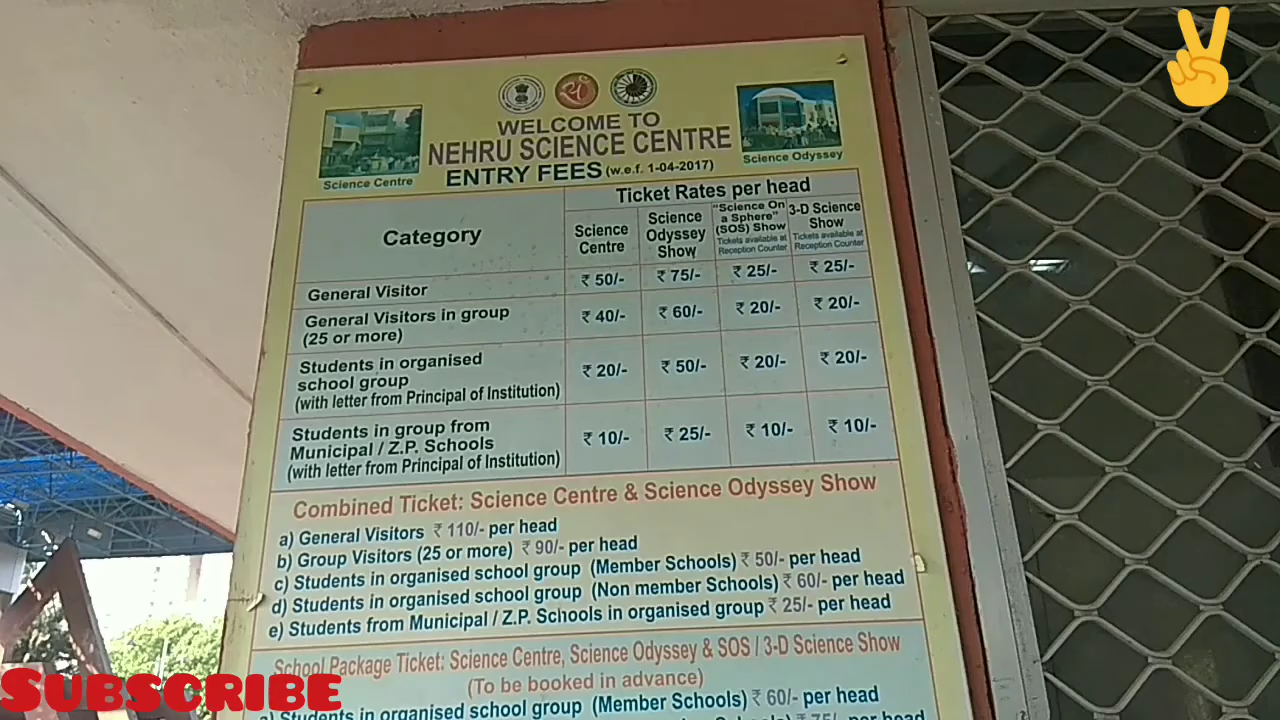 WELCOME TO
NEHRU SCIENCE CENTRE
ENTRY FEES (w.e.f. 1-04-2017)
Science Centre
Science Odyssey
Category
Ticket Rates per head
Science Centre
Science Odyssey Show
"Science On a Sphere" (SOS) Show Tickets available at Reception Counter
3-D Science Show Tickets available at Reception Counter
General Visitor ₹ 50/- ₹ 75/- ₹ 25/- ₹ 25/-
General Visitors in group
(25 or more) ₹ 40/- ₹ 60/- ₹ 20/- ₹ 20/-
Students in organised
school group
(with letter from Principal of Institution) ₹ 20/- ₹ 50/- ₹ 20/- ₹ 20/-
Students in group from
Municipal / Z.P. Schools
(with letter from Principal of Institution) ₹ 10/- ₹ 25/- ₹ 10/- ₹ 10/-
Combined Ticket: Science Centre & Science Odyssey Show
a) General Visitors ₹ 110/- per head
b) Group Visitors (25 or more) ₹ 90/- per head
c) Students in organised school group (Member Schools) ₹ 50/- per head
d) Students in organised school group (Non member Schools) ₹ 60/- per head
e) Students from Municipal / Z.P. Schools in organised group ₹ 25/- per head
School Package Ticket: Science Centre, Science Odyssey & SOS / 3-D Science Show
(To be booked in advance)
a) Students in organised school group (Member Schools) ₹ 60/- per head
SUBSCRIBE